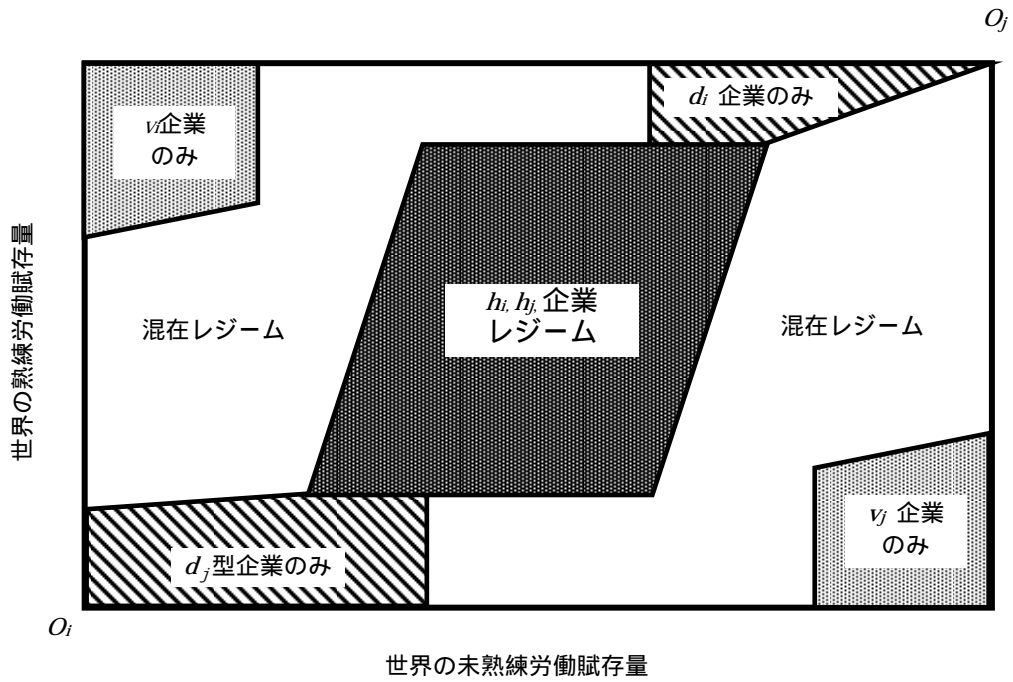 Oj
vi企業
のみ
di 企業のみ
hi, hj, 企業
レジーム
混在レジーム
混在レジーム
vj 企業
のみ
dj型企業のみ
Oi
世界の熟練労働賦存量
世界の未熟練労働賦存量